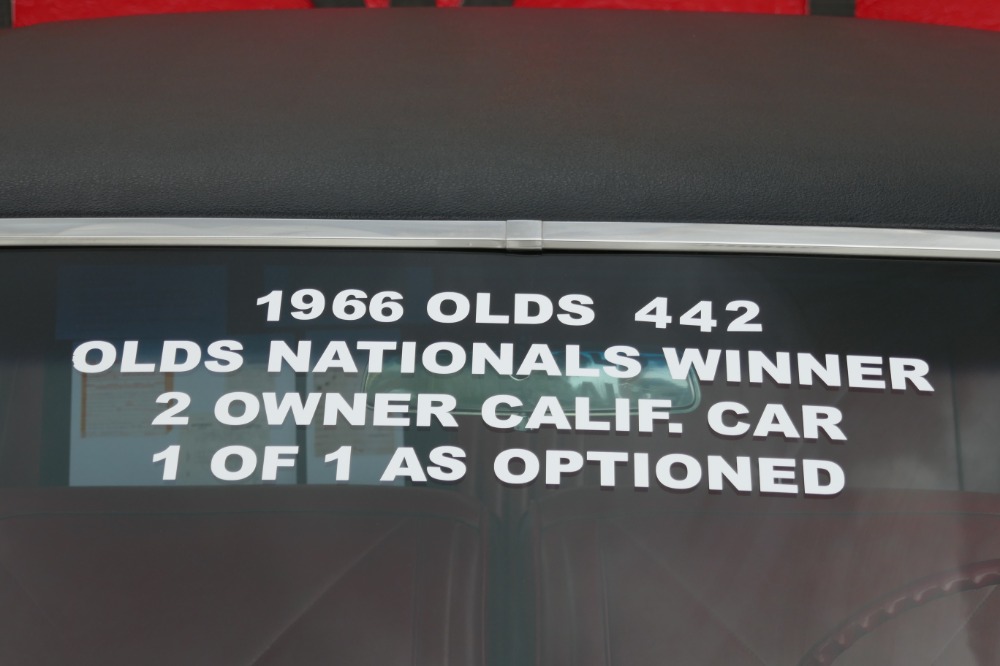 1966 OLDS 442
OLDS NATIONALS WINNER
2 OWNER CALIF. CAR
1 OF 1 AS OPTIONED